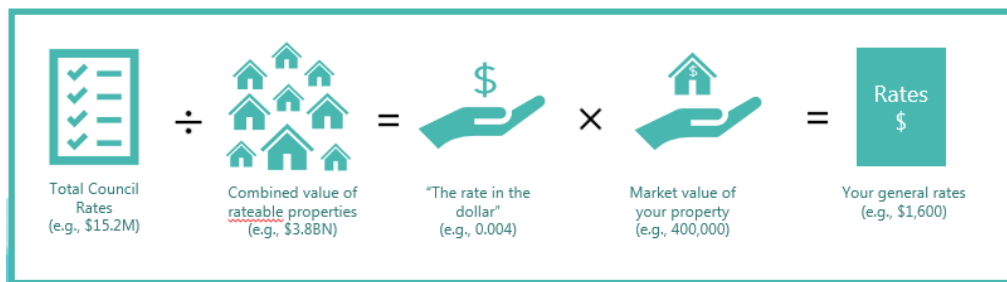 ÷
=
$
×
$
=
Rates
$
Total Council
Rates
(e.g., $15.2M)
Combined value of
rateable properties
(e.g., $3.8BN)
“The rate in the
dollar”
(e.g., 0.004)
Market value of
your property
(e.g., 400,000)
Your general rates
(e.g., $1,600)